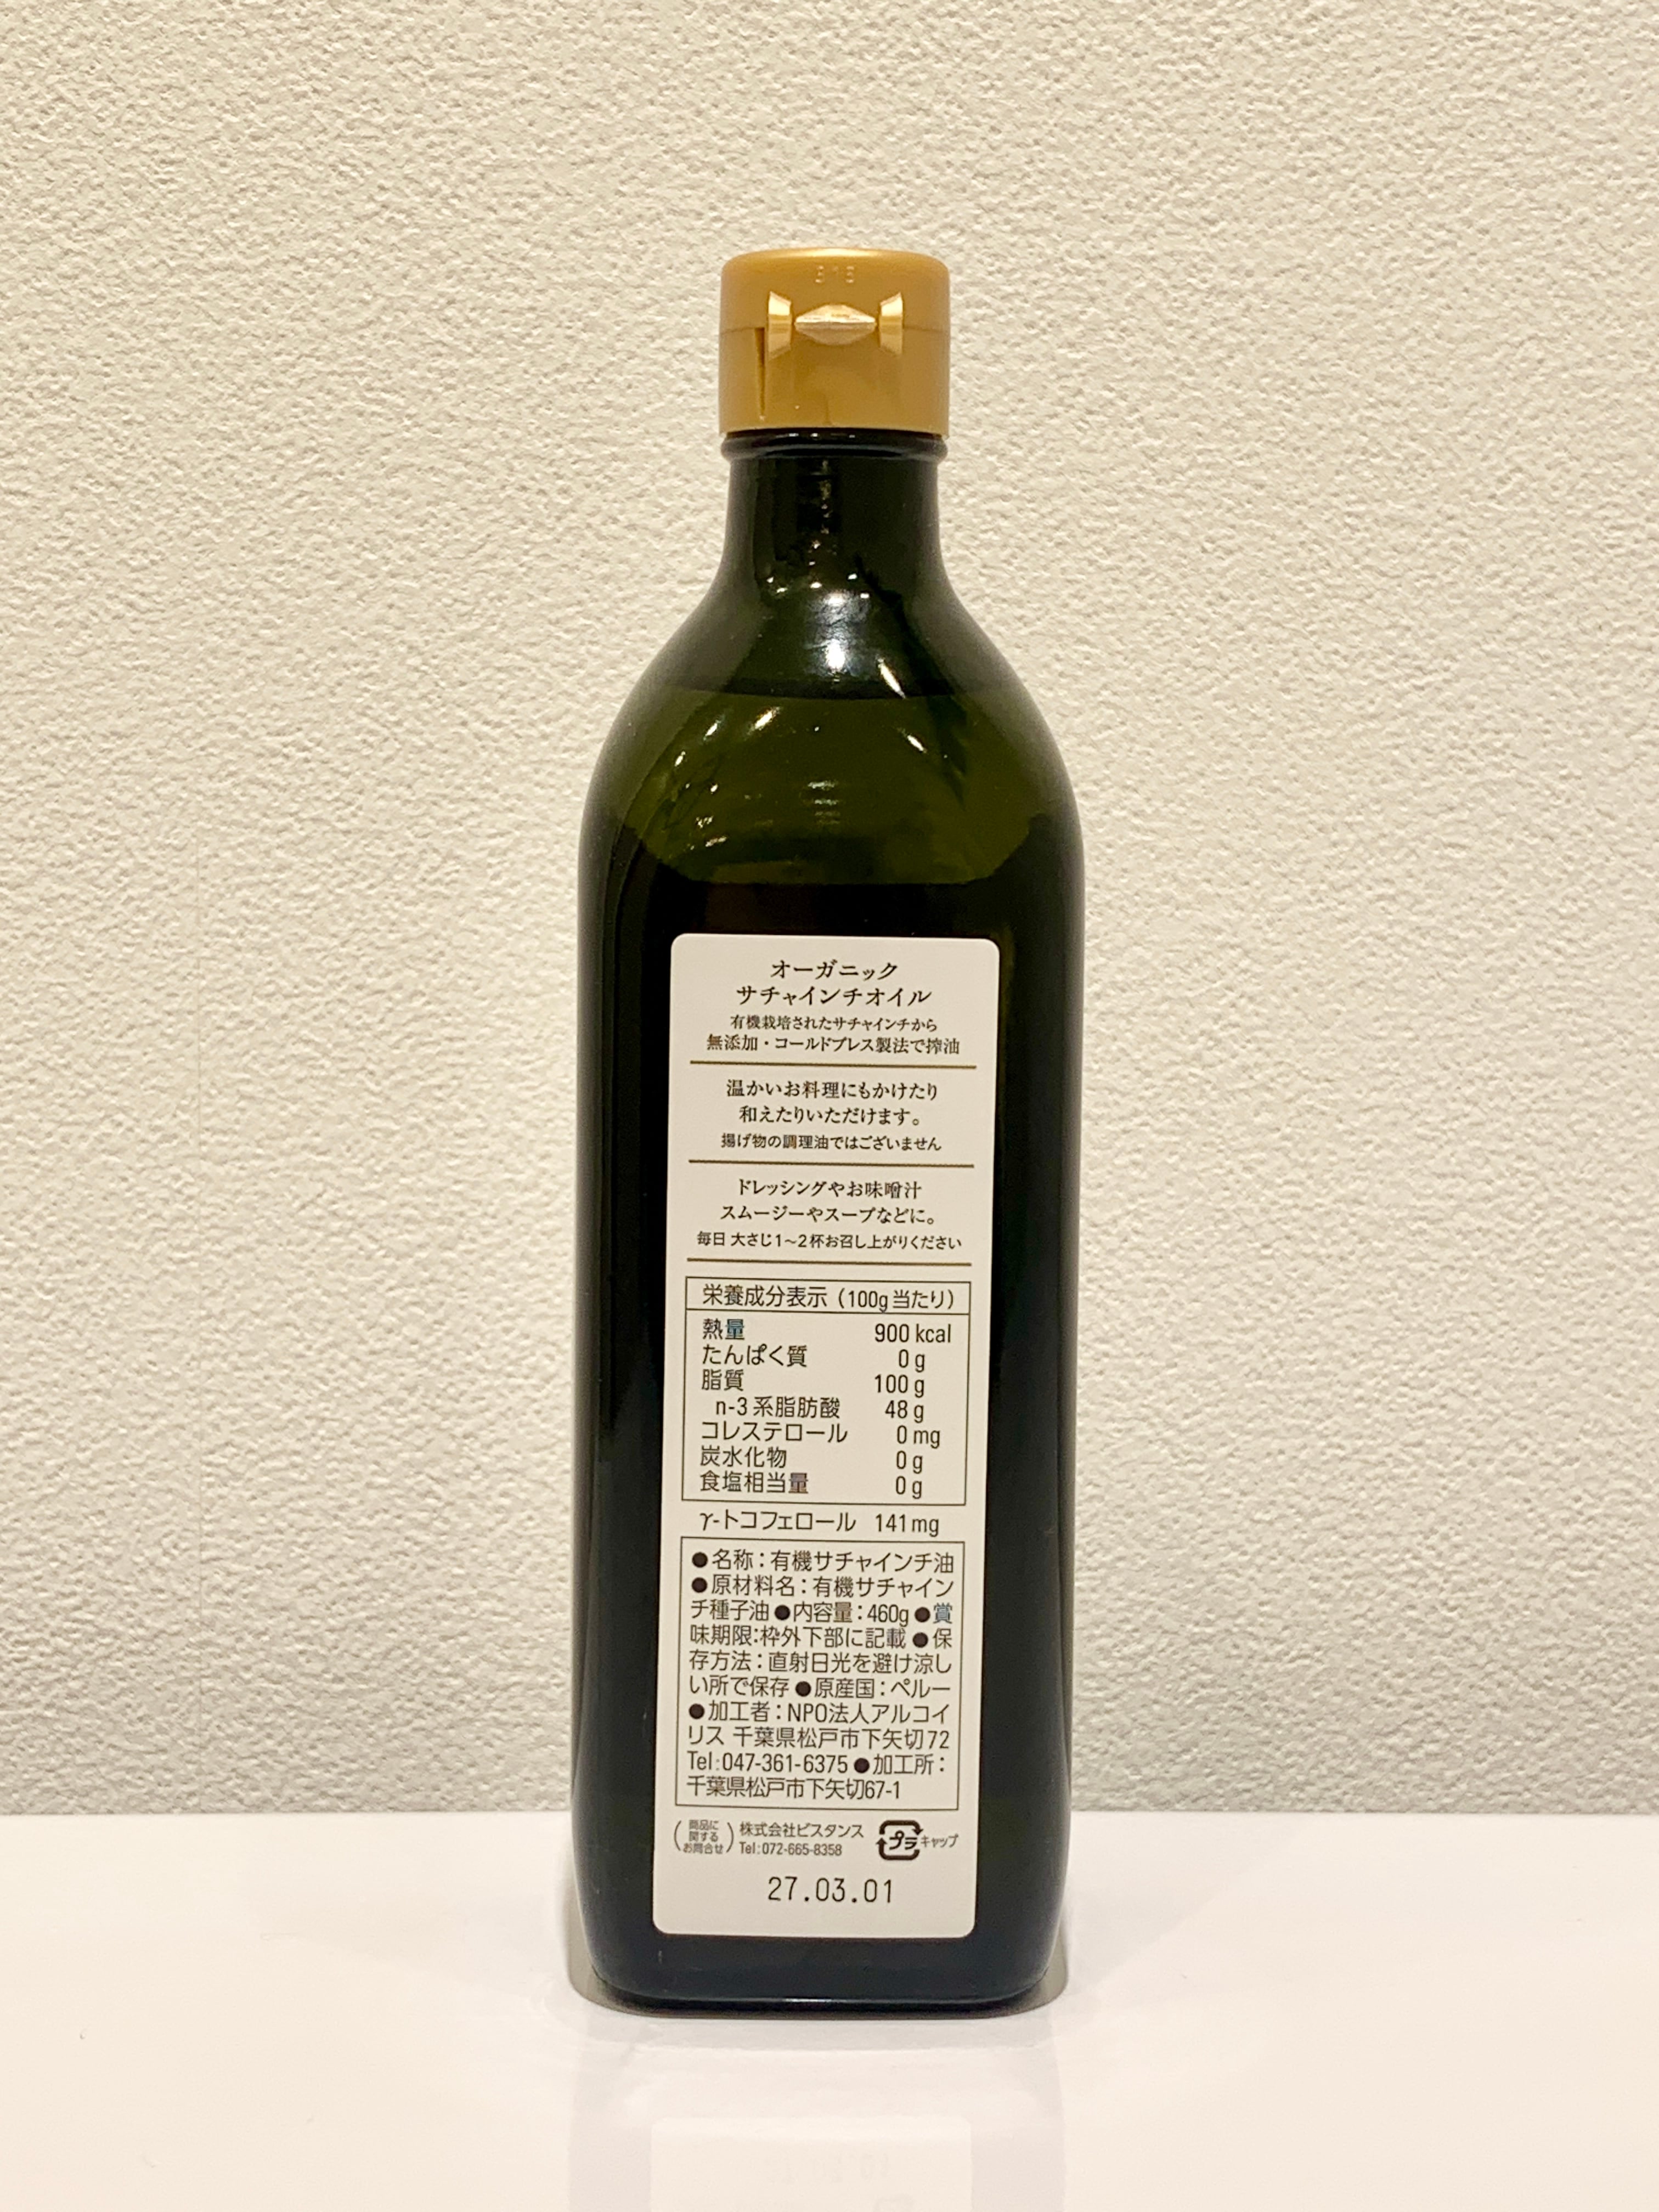 オーガニック
サチャインチオイル
有機栽培されたサチャインチから
無添加・コールドプレス製法で搾油
温かいお料理にもかけたり
和えたりいただけます。
揚げ物の調理油ではございません
ドレッシングやお味噌汁
スムージーやスープなどに。
毎日 大さじ1〜2杯お召し上がりください
栄養成分表示(100g当たり)
熱量 900 kcal
たんぱく質 0 g
脂質 100 g
n-3系脂肪酸 48 g
コレステロール 0 mg
炭水化物 0 g
食塩相当量 0 g
γ-トコフェロール 141mg
●名称:有機サチャインチ油
●原材料名:有機サチャイン
チ種子油●内容量:460g●賞
味期限:枠外下部に記載●保
存方法:直射日光を避け涼し
い所で保存●原産国:ペルー
●加工者:NPO法人アルコイ
リス 千葉県松戸市下矢切72
Tel:047-361-6375●加工所:
千葉県松戸市下矢切67-1
商品に
関する
お問合せ
株式会社ビスタンス
Tel:072-665-8358
プラ キャップ
27.03.01